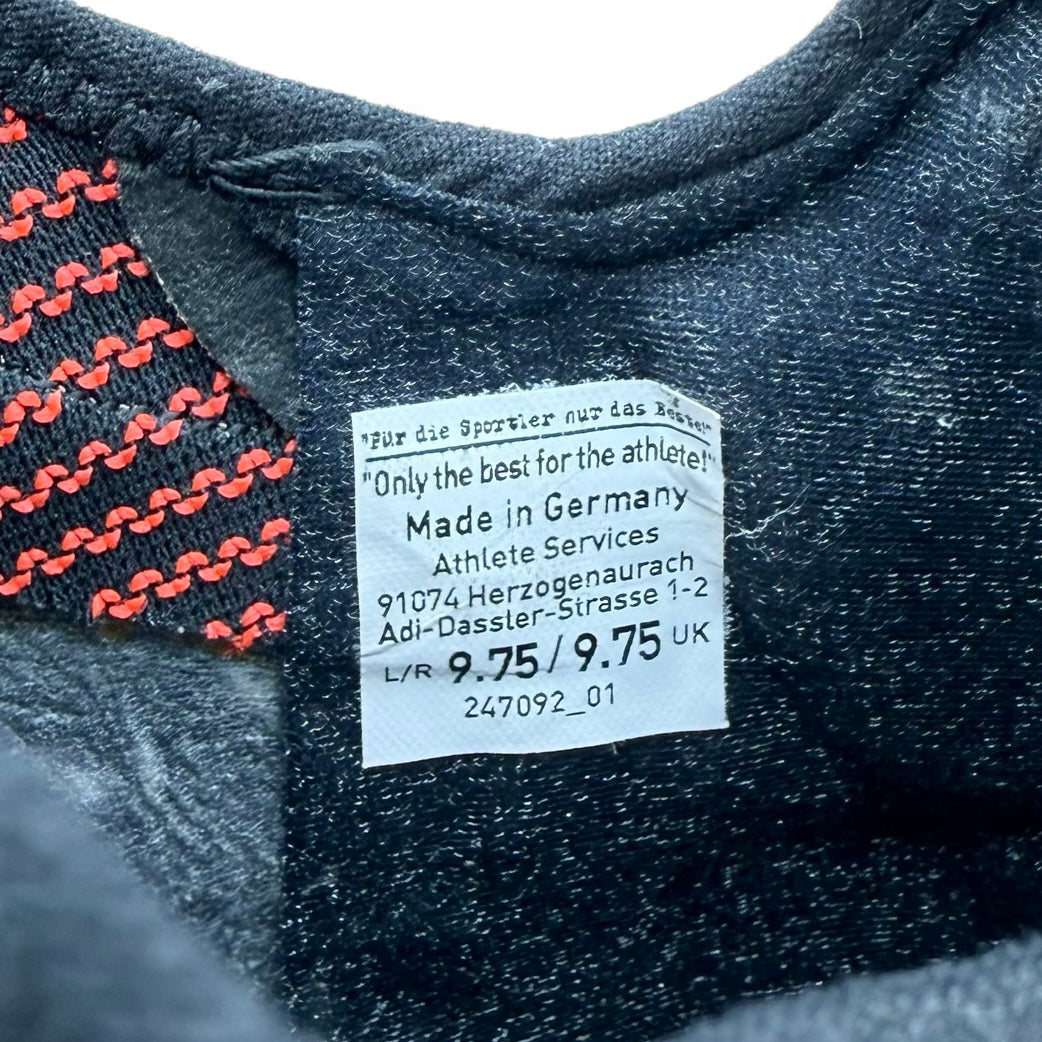 "Für die Sportler nur das Beste!"
"Only the best for the athlete!"
Made in Germany
Athlete Services
91074 Herzogenaurach
Adi-Dassler-Strasse 1-2
L/R 9.75/9.75 UK
247092_01